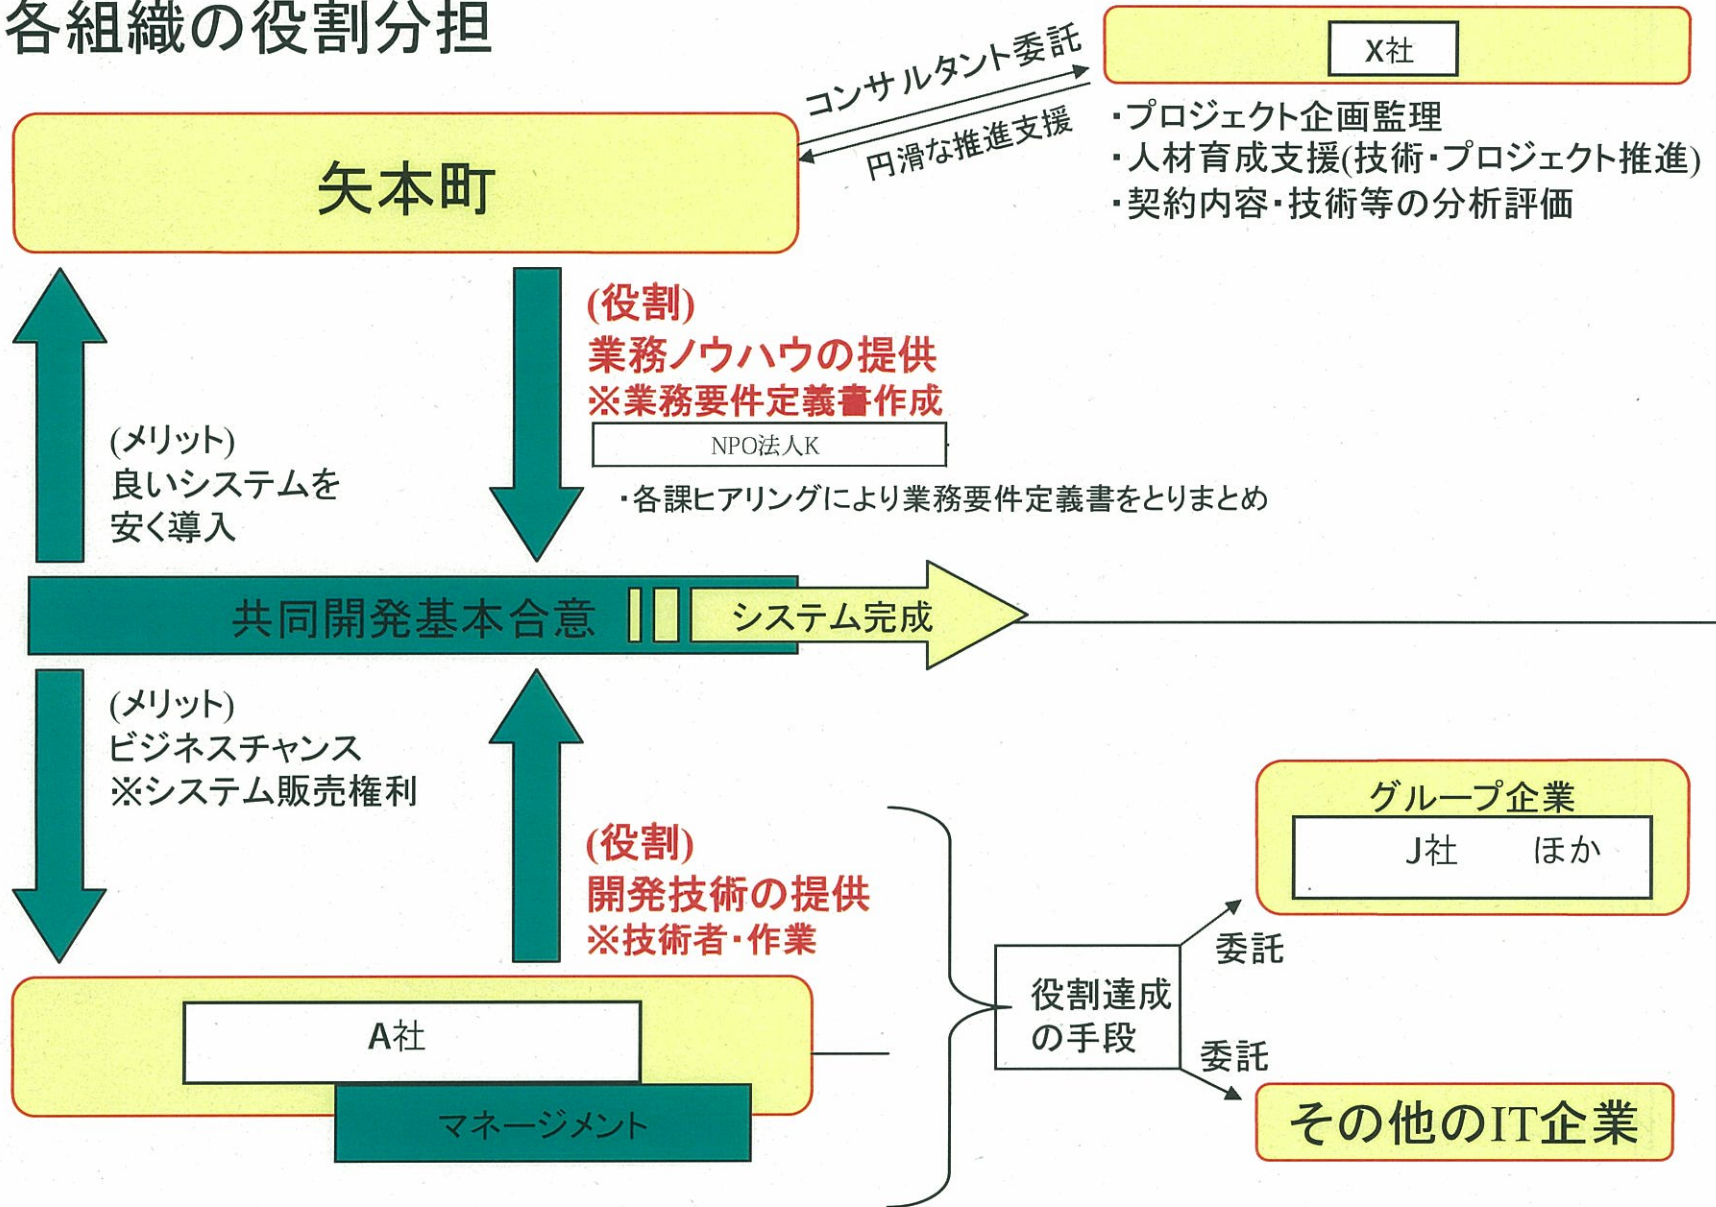 各組織の役割分担
コンサルタント委託
円滑な推進支援
X社
・プロジェクト企画監理
・人材育成支援(技術・プロジェクト推進)
・契約内容・技術等の分析評価
矢本町
(役割)
業務ノウハウの提供
※業務要件定義書作成
NPO法人K
・各課ヒアリングにより業務要件定義書をとりまとめ
(メリット)
良いシステムを
安く導入
共同開発基本合意
システム完成
(メリット)
ビジネスチャンス
※システム販売権利
(役割)
開発技術の提供
※技術者・作業
A社
マネージメント
役割達成
の手段
委託
グループ企業
J社 ほか
委託
その他のIT企業